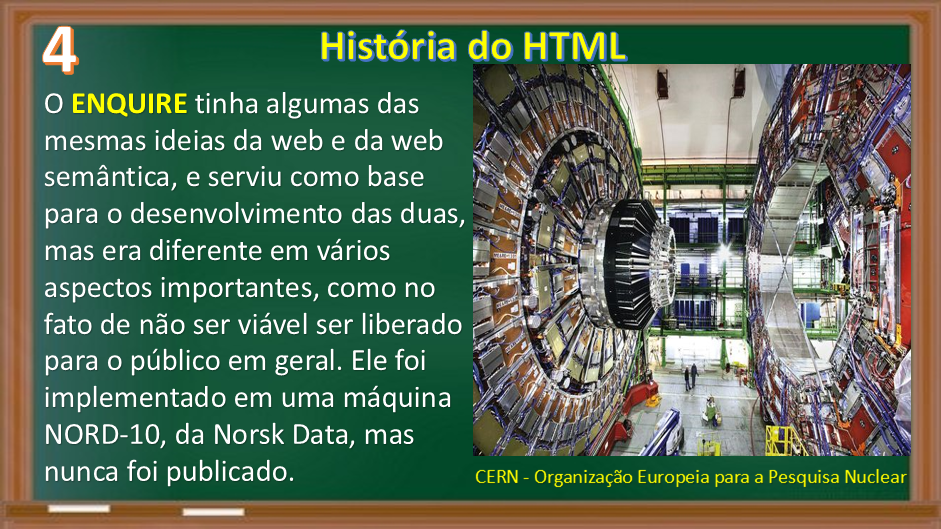 4
História do HTML
O ENQUIRE tinha algumas das
mesmas ideias da web e da web
semântica, e serviu como base
para o desenvolvimento das duas,
mas era diferente em vários
aspectos importantes, como no
fato de não ser viável ser liberado
para o público em geral. Ele foi
implementado em uma máquina
NORD-10, da Norsk Data, mas
nunca foi publicado.
CERN - Organização Europeia para a Pesquisa Nuclear